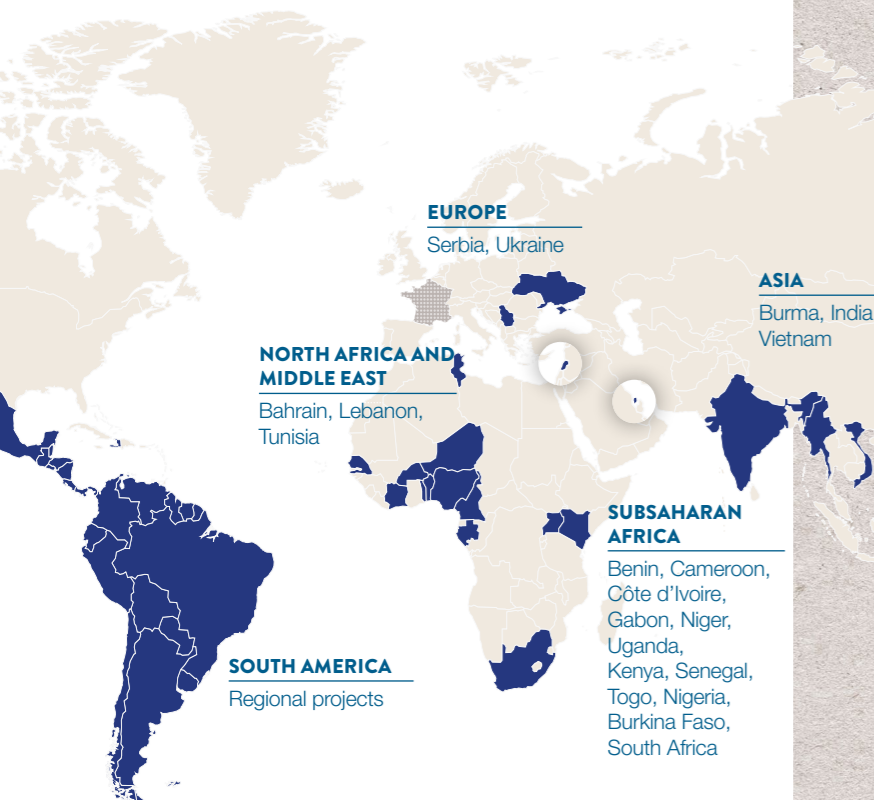 EUROPE
Serbia, Ukraine
ASIA
Burma, India
Vietnam
NORTH AFRICA AND
MIDDLE EAST
Bahrain, Lebanon,
Tunisia
SUBSAHARAN
AFRICA
Benin, Cameroon,
Côte d’Ivoire,
Gabon, Niger,
Uganda,
Kenya, Senegal,
Togo, Nigeria,
Burkina Faso,
South Africa
SOUTH AMERICA
Regional projects